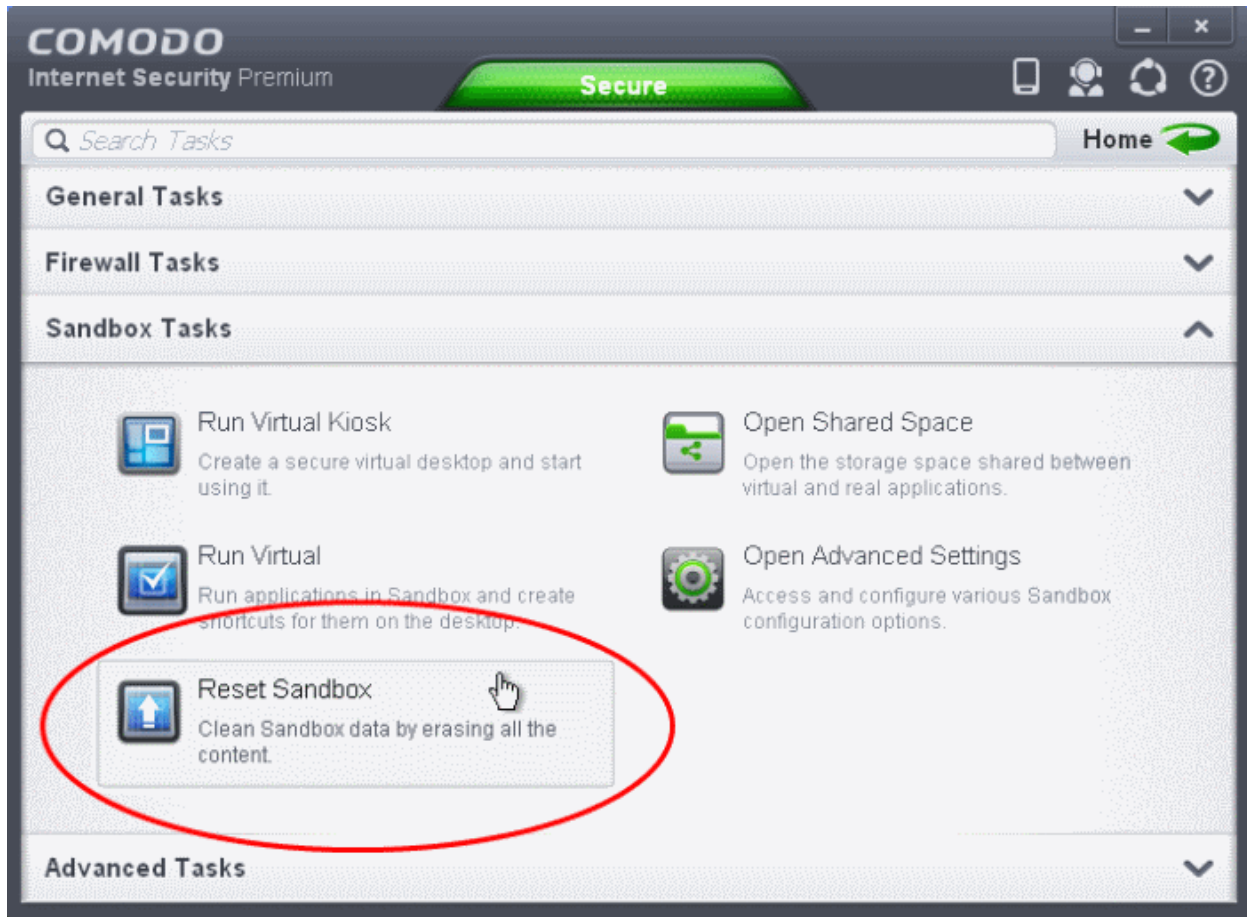 COMODO
Internet Security Premium
Secure
Search Tasks
Home
General Tasks
Firewall Tasks
Sandbox Tasks
Run Virtual Kiosk
Create a secure virtual desktop and start
using it.
Open Shared Space
Open the storage space shared between
virtual and real applications.
Run Virtual
Run applications in Sandbox and create
shortcuts for them on the desktop.
Open Advanced Settings
Access and configure various Sandbox
configuration options.
Reset Sandbox
Clean Sandbox data by erasing all the
content.
Advanced Tasks